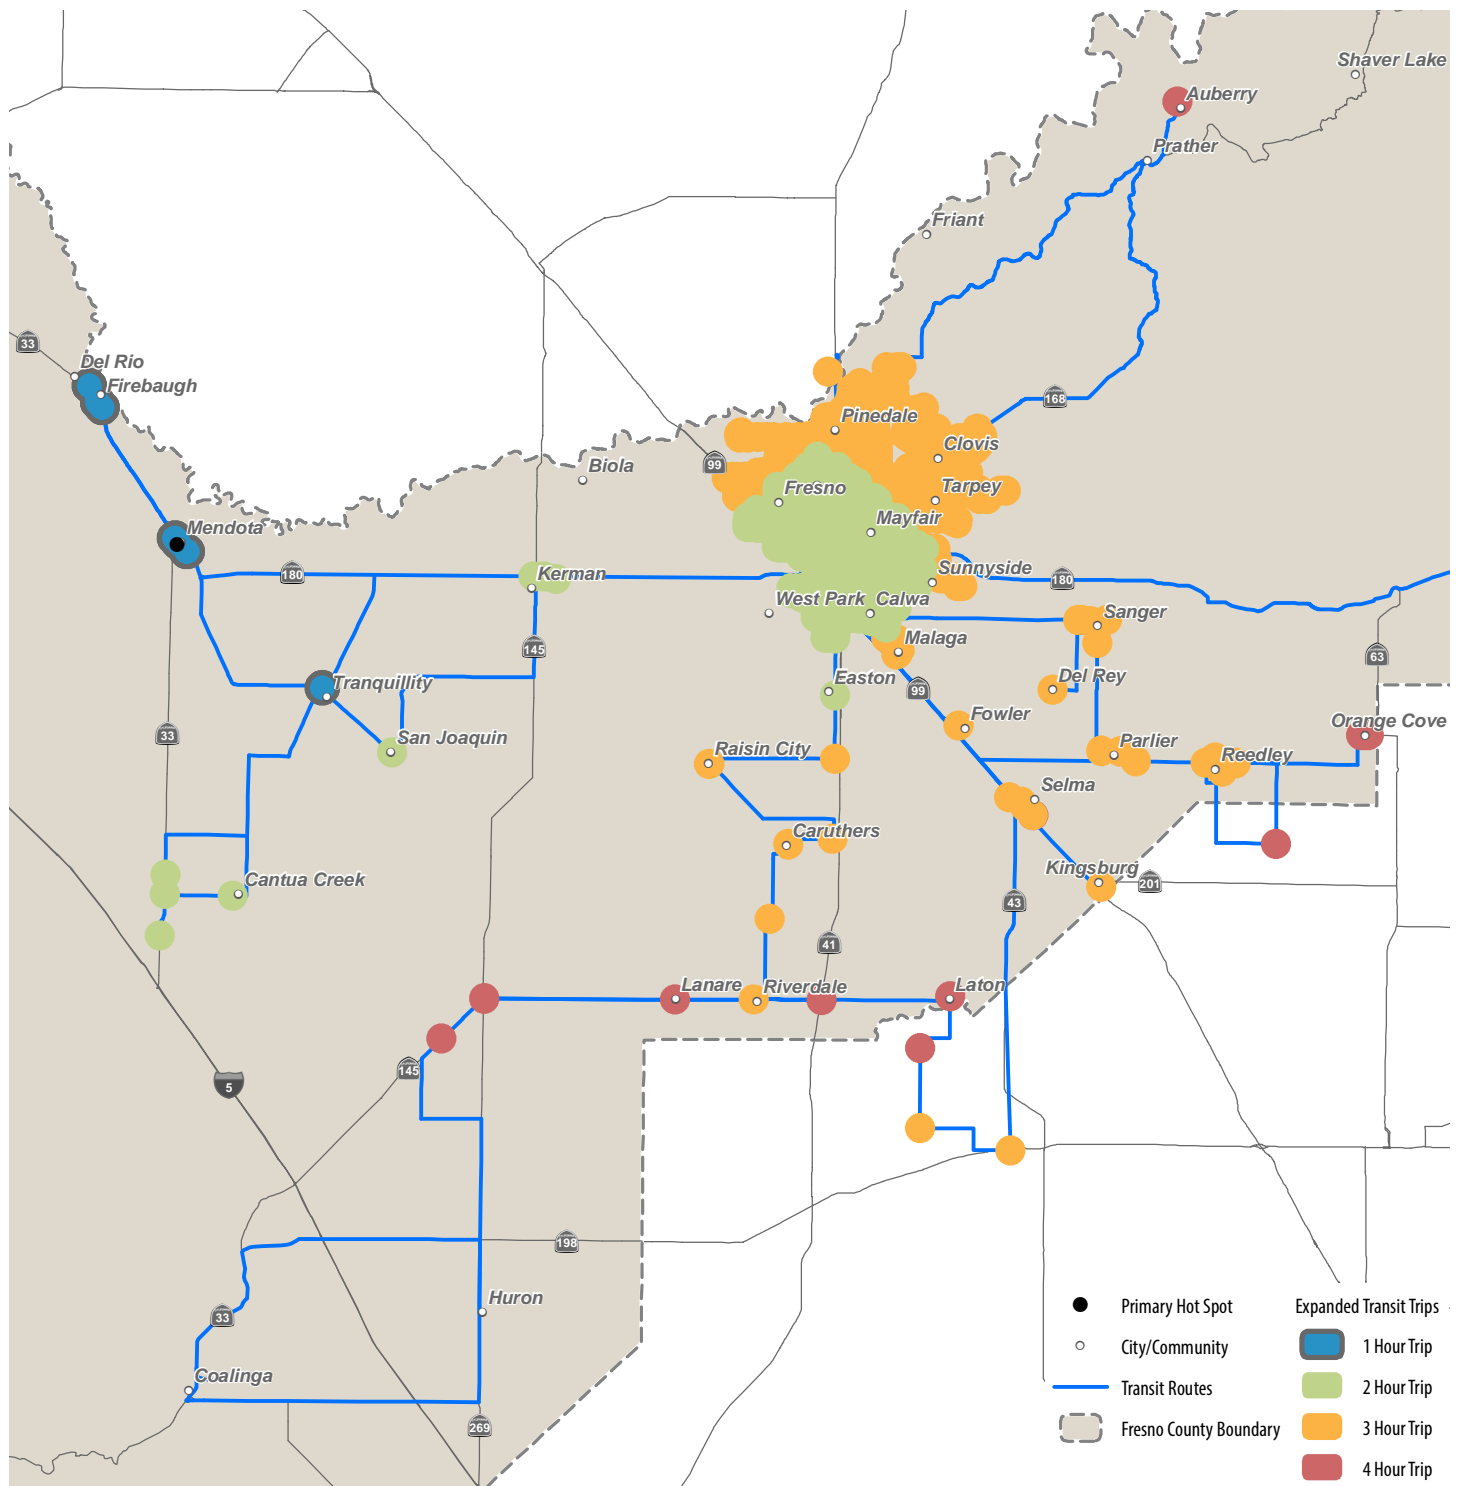 Shaver Lake
Auberry
Prather
Friant
33
Del Rio
Firebaugh
168
Pinedale
Clovis
99
Biola
Fresno
Tarpey
Mayfair
Mendota
180
Kerman
Sunnyside
180
West Park
Calwa
Sanger
Malaga
145
63
Tranquillity
Easton
99
Del Rey
33
San Joaquin
Fowler
Orange Cove
Raisin City
Parlier
Reedley
Selma
Caruthers
Cantua Creek
Kingsburg
201
43
41
Lanare
Riverdale
Laton
145
5
198
Huron
33
Coalinga
269
Primary Hot Spot
City/Community
Transit Routes
Fresno County Boundary
Expanded Transit Trips
1 Hour Trip
2 Hour Trip
3 Hour Trip
4 Hour Trip